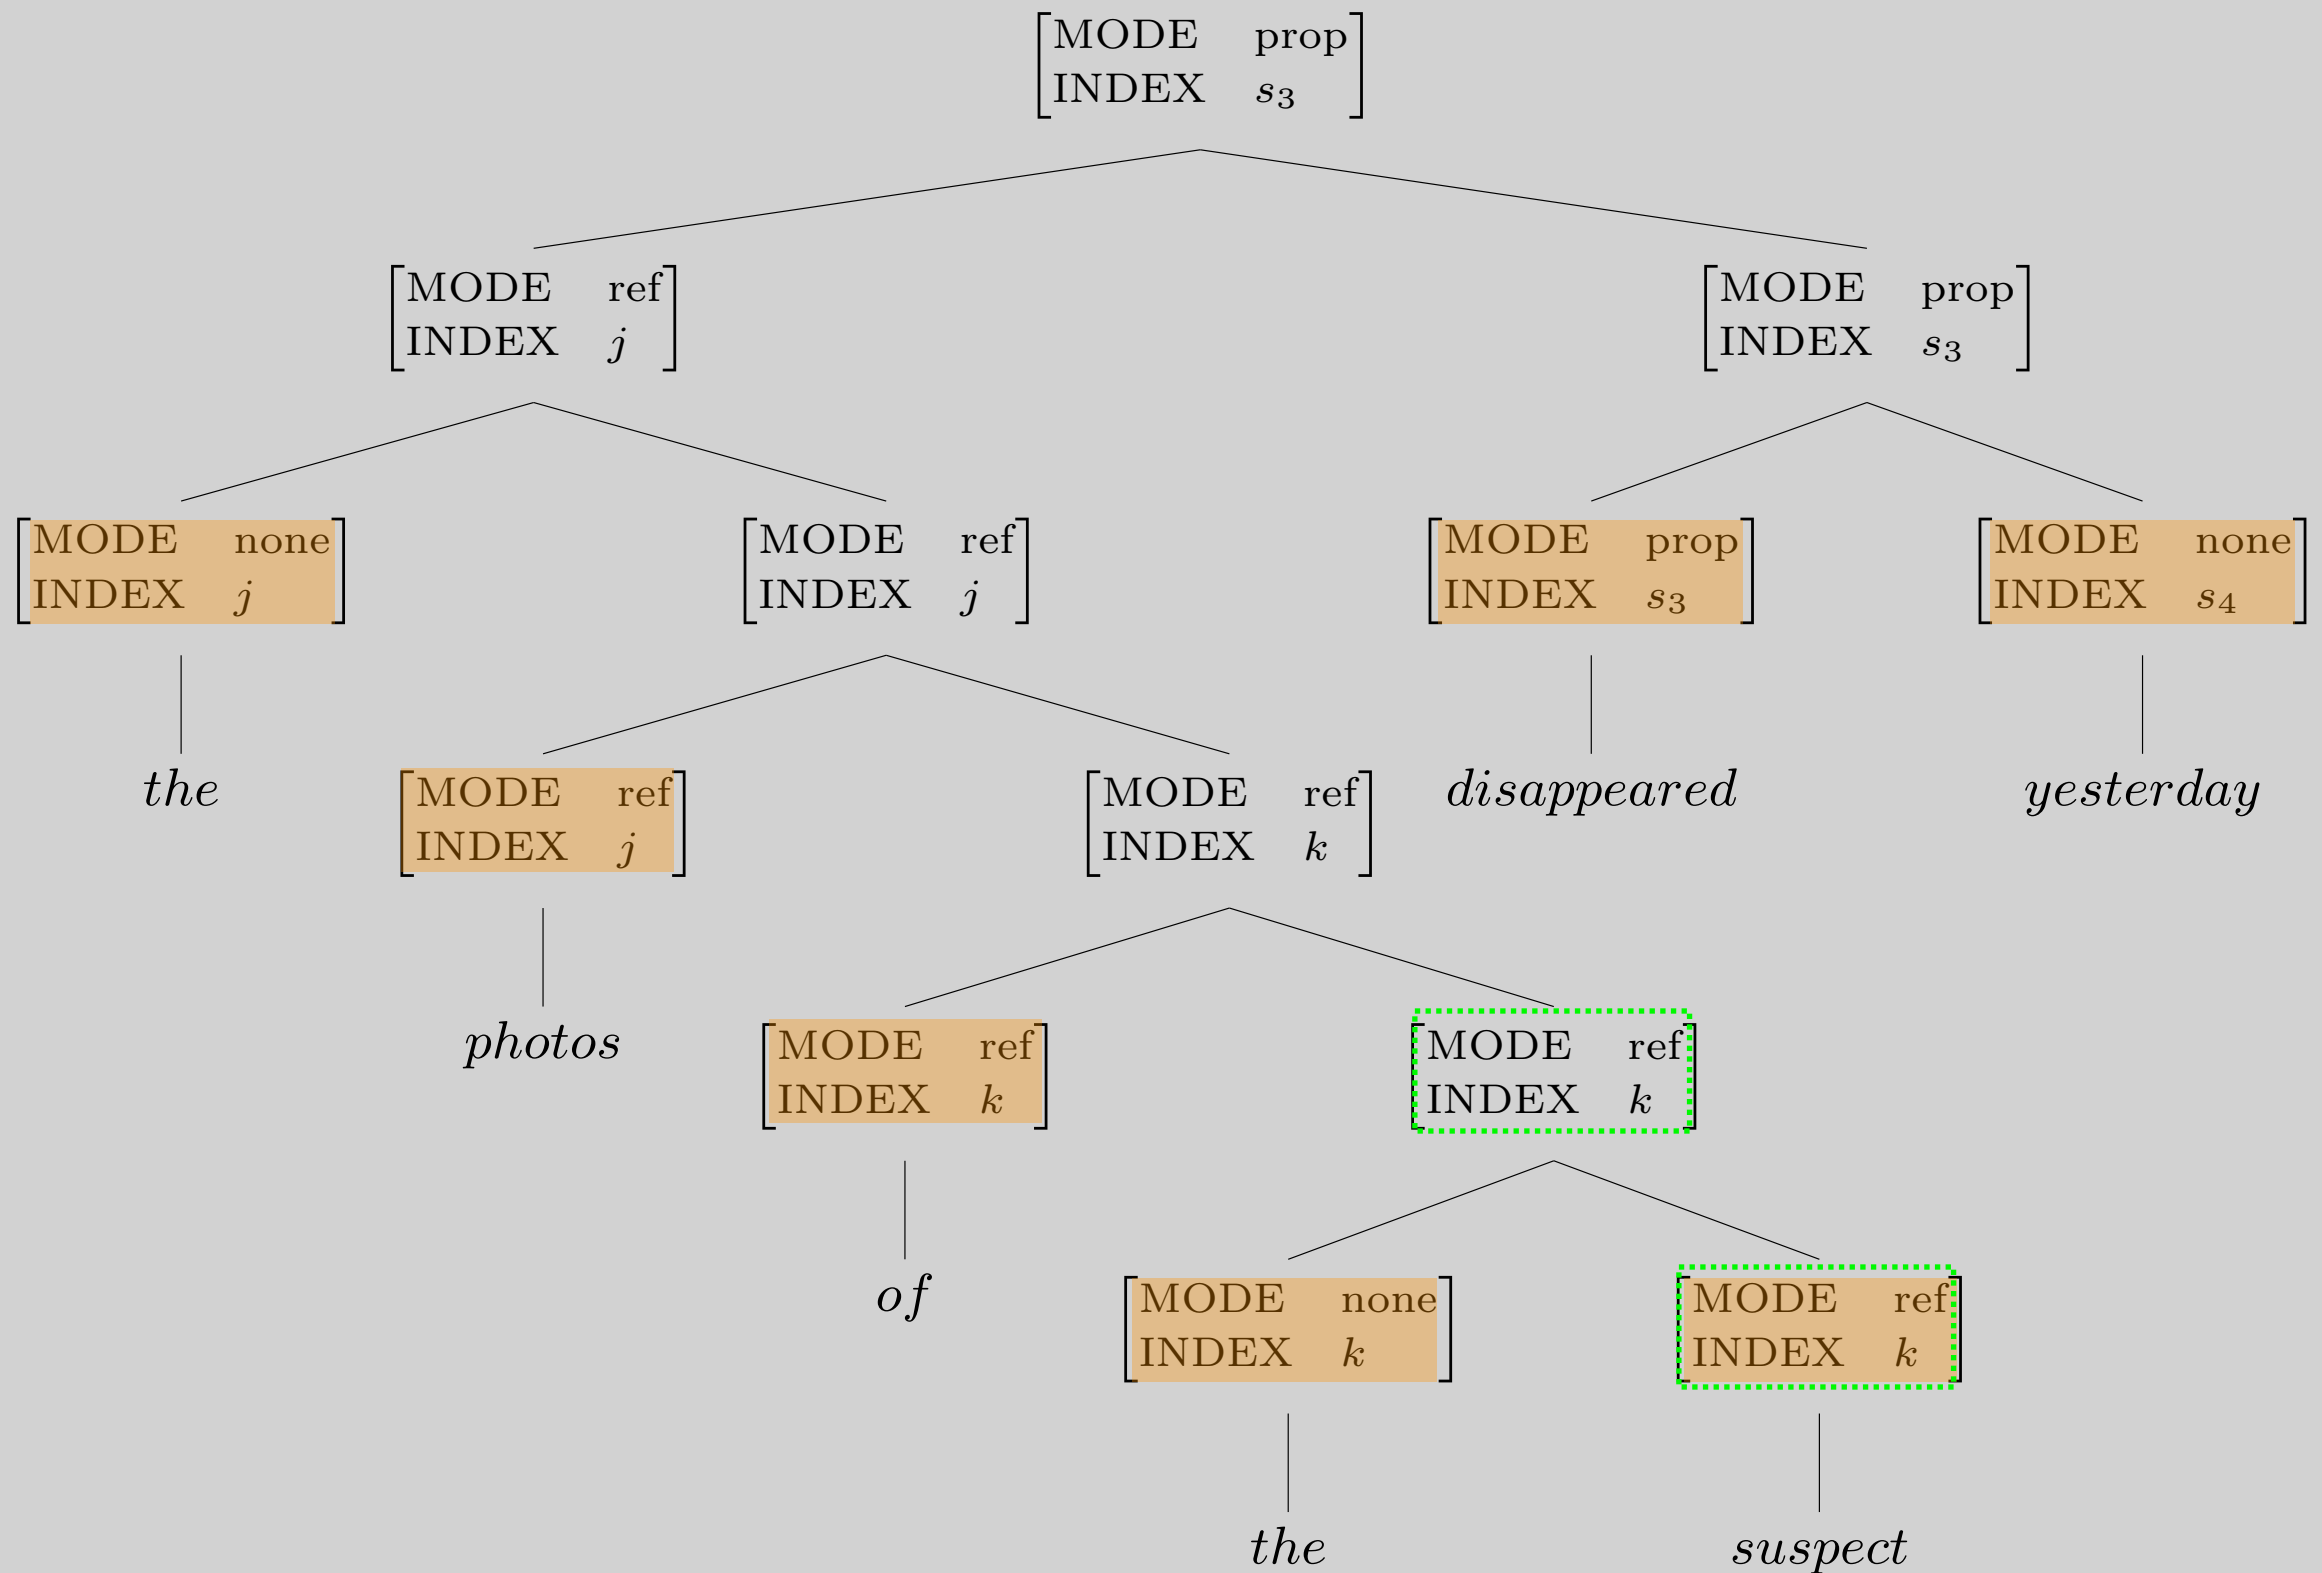 MODE prop
INDEX s₃
MODE ref
INDEX j
MODE prop
INDEX s₃
MODE none
INDEX j
MODE ref
INDEX j
MODE prop
INDEX s₃
MODE none
INDEX s₄
the
MODE ref
INDEX j
MODE ref
INDEX k
disappeared
yesterday
photos
MODE ref
INDEX k
MODE ref
INDEX k
of
MODE none
INDEX k
MODE ref
INDEX k
the
suspect